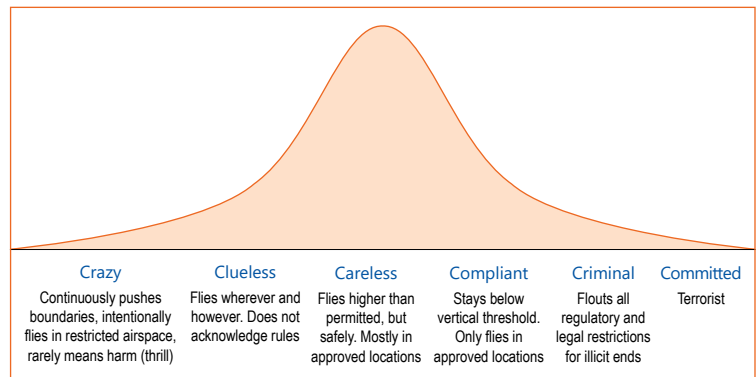 Crazy
Continuously pushes
boundaries, intentionally
flies in restricted airspace,
rarely means harm (thrill)
Clueless
Flies wherever and
however. Does not
acknowledge rules
Careless
Flies higher than
permitted, but
safely. Mostly in
approved locations
Compliant
Stays below
vertical threshold.
Only flies in
approved locations
Criminal
Flouts all
regulatory and
legal restrictions
for illicit ends
Committed
Terrorist